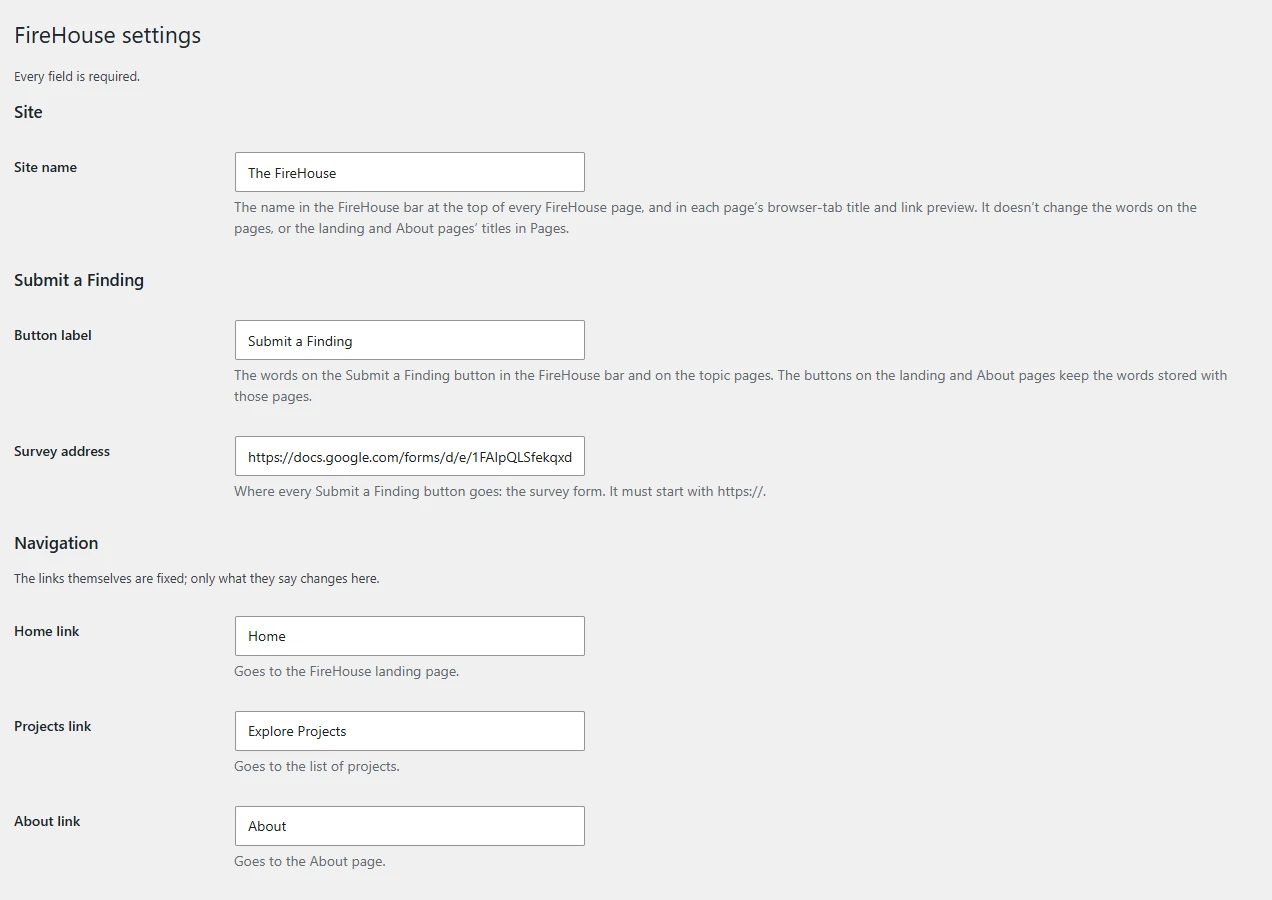 FireHouse settings
Every field is required.
Site
Site name
The FireHouse
The name in the FireHouse bar at the top of every FireHouse page, and in each page’s browser-tab title and link preview. It doesn’t change the words on the
pages, or the landing and About pages’ titles in Pages.
Submit a Finding
Button label
Submit a Finding
The words on the Submit a Finding button in the FireHouse bar and on the topic pages. The buttons on the landing and About pages keep the words stored with
those pages.
Survey address
https://docs.google.com/forms/d/e/1FAIpQLSfekqxd
Where every Submit a Finding button goes: the survey form. It must start with https://.
Navigation
The links themselves are fixed; only what they say changes here.
Home link
Home
Goes to the FireHouse landing page.
Projects link
Explore Projects
Goes to the list of projects.
About link
About
Goes to the About page.